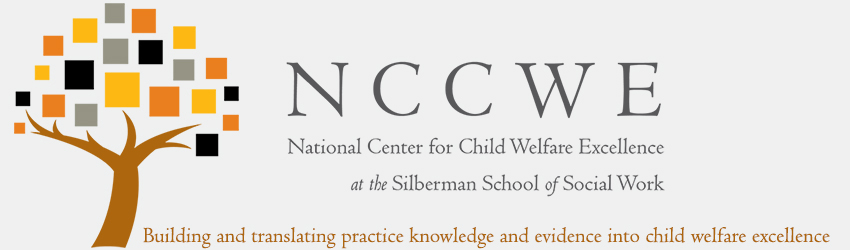 NCCWE
National Center for Child Welfare Excellence
at the Silberman School of Social Work
Building and translating practice knowledge and evidence into child welfare excellence